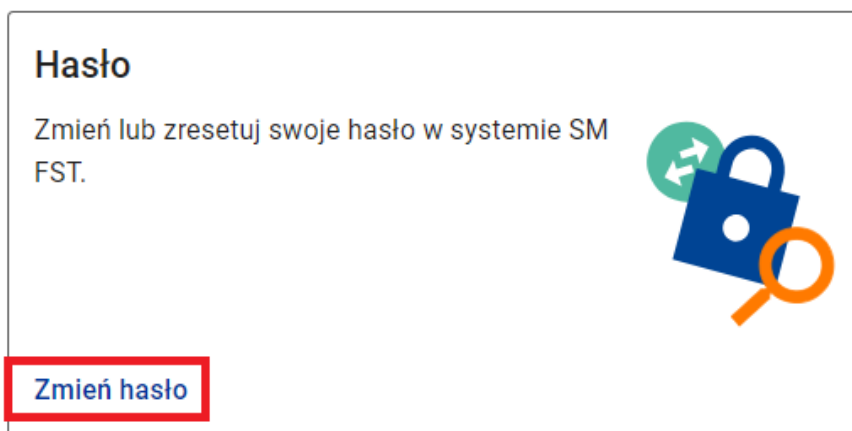 Hasło
Zmień lub zresetuj swoje hasło w systemie SM
FST.
Zmień hasło